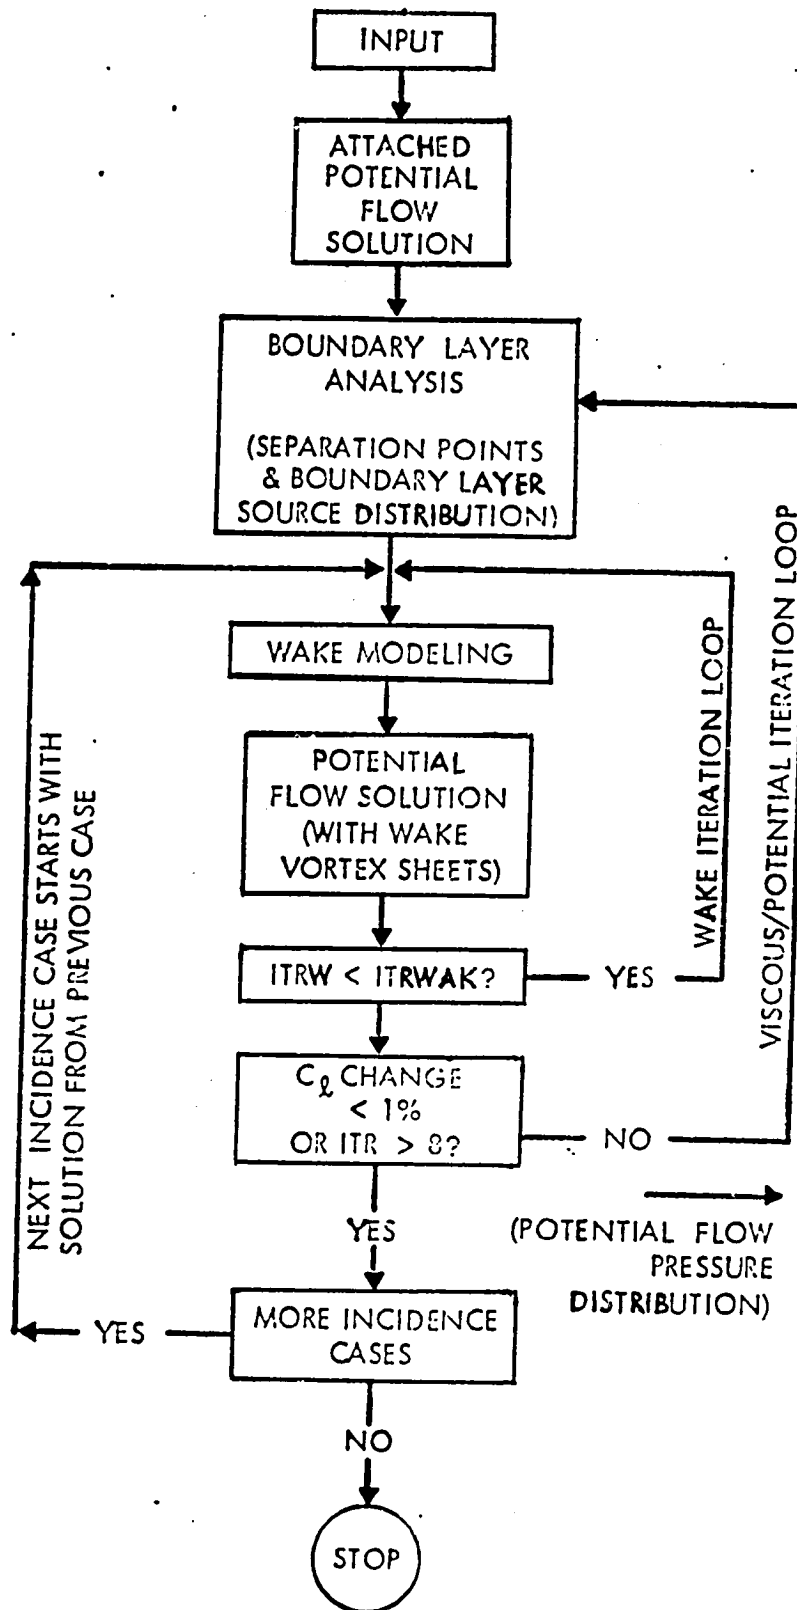 INPUT
ATTACHED
POTENTIAL
FLOW
SOLUTION
BOUNDARY LAYER
ANALYSIS
(SEPARATION POINTS
& BOUNDARY LAYER
SOURCE DISTRIBUTION)
WAKE MODELING
POTENTIAL
FLOW SOLUTION
(WITH WAKE
VORTEX SHEETS)
ITRW < ITRWAK?
YES
WAKE ITERATION LOOP
VISCOUS/POTENTIAL ITERATION LOOP
Cℓ CHANGE
< 1%
OR ITR > 8?
NO
(POTENTIAL FLOW
PRESSURE
DISTRIBUTION)
YES
MORE INCIDENCE
CASES
YES
NEXT INCIDENCE CASE STARTS WITH
SOLUTION FROM PREVIOUS CASE
NO
STOP